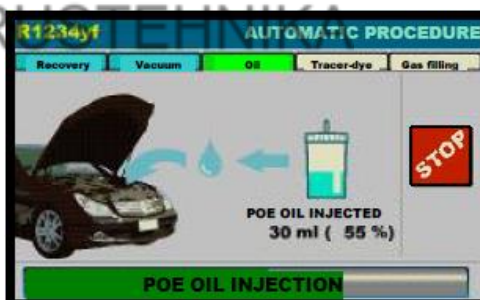 RUSTEHNIKA
R1234yf AUTOMATIC PROCEDURE
Recovery Vacuum Oil Tracer-dye Gas filling
STOP
POE OIL INJECTED
30 ml ( 55 %)
POE OIL INJECTION